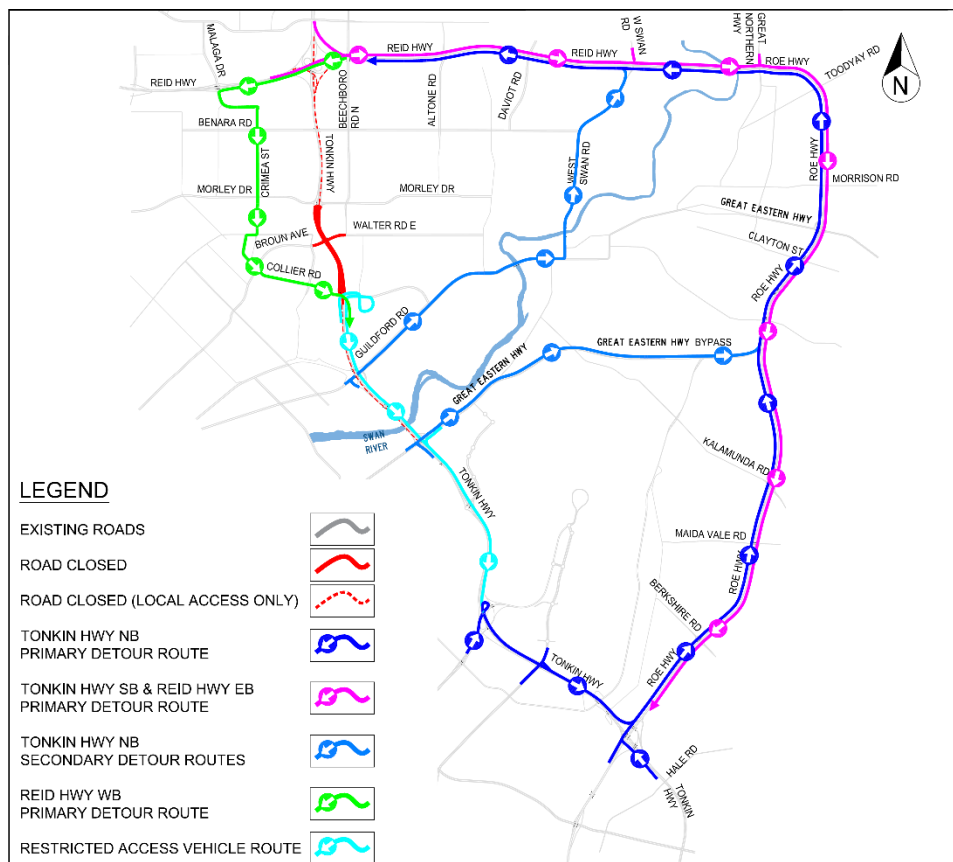 MALAGA DR
REID HWY
BEECHBORO
RD N
ALTONE RD
DAVIOT RD
REID HWY
W SWAN
RD
GREAT
NORTHERN
HWY
ROE HWY
TOODYAY RD
N
REID HWY
BENARA RD
CRIMEA ST
TONKIN HWY
WEST
SWAN RD
ROE HWY
MORRISON RD
MORLEY DR
MORLEY DR
GREAT EASTERN HWY
BROUN AVE
WALTER RD E
CLAYTON ST
COLLIER RD
ROE HWY
GUILDFORD RD
GREAT EASTERN HWY
GREAT EASTERN HWY BYPASS
SWAN
RIVER
KALAMUNDA RD
TONKIN HWY
MAIDA VALE RD
ROE HWY
BERKSHIRE RD
ROE HWY
TONKIN HWY
HALE RD
TONKIN
HWY
LEGEND
EXISTING ROADS
ROAD CLOSED
ROAD CLOSED (LOCAL ACCESS ONLY)
TONKIN HWY NB
PRIMARY DETOUR ROUTE
TONKIN HWY SB & REID HWY EB
PRIMARY DETOUR ROUTE
TONKIN HWY NB
SECONDARY DETOUR ROUTES
REID HWY WB
PRIMARY DETOUR ROUTE
RESTRICTED ACCESS VEHICLE ROUTE